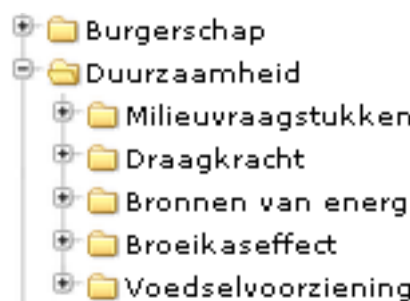 Burgerschap
Duurzaamheid
Milieuvraagstukken
Draagkracht
Bronnen van energ
Broeikaseffect
Voedselvoorziening